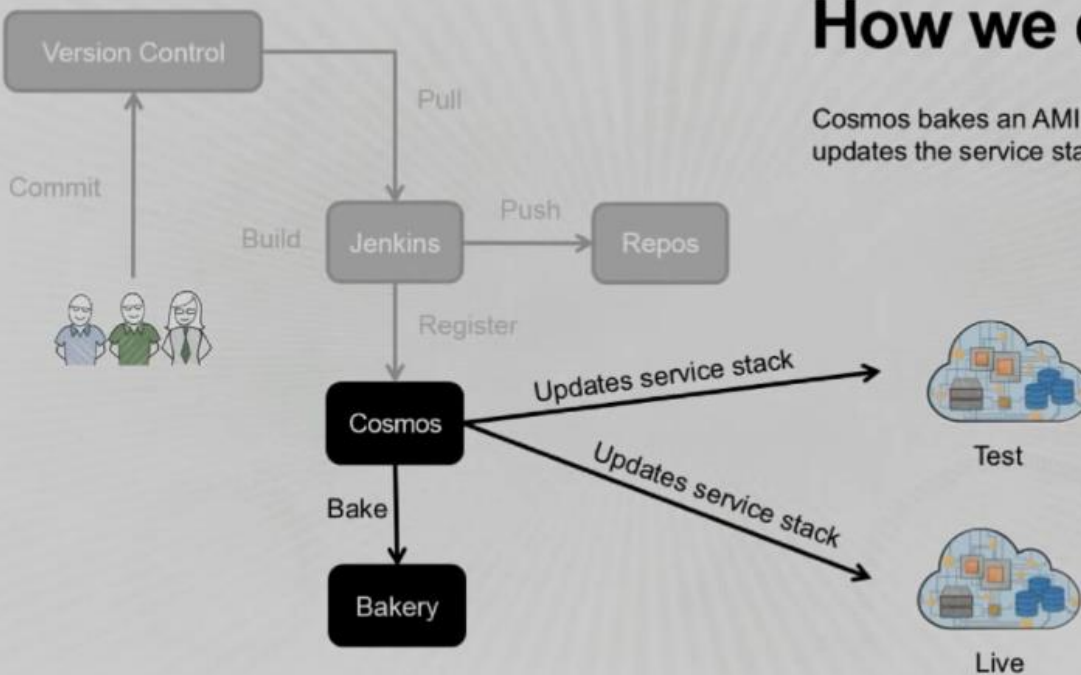 How we
Cosmos bakes an AMI
updates the service
Version Control
Pull
Commit
Build
Jenkins
Push
Repos
Register
Cosmos
Updates service stack
Test
Updates service stack
Bake
Bakery
Live